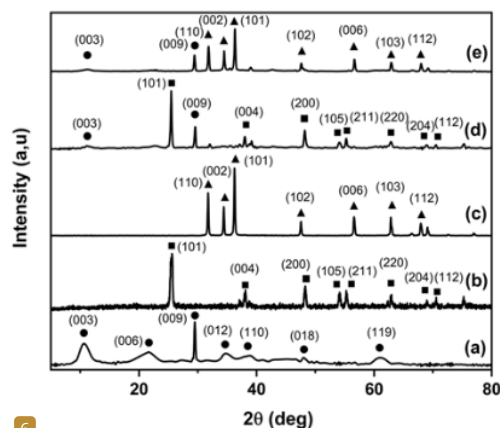 (002)
(110) (101)
(003) (009) (102) (006) (103) (112) (e)
(101)
(003) (009) (004) (200) (105) (211) (220) (204) (112) (d)
(002)
(110) (101)
(102) (006) (103) (112) (c)
(101)
(004) (200) (105) (211) (220) (204) (112) (b)
(003) (006) (009) (012) (110) (018) (119) (a)
20 40 60 80
2θ (deg)
Intensity (a,u)